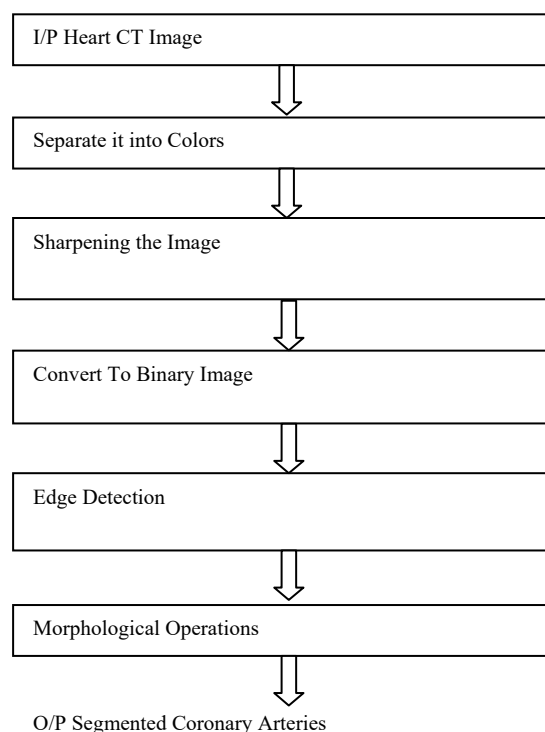 I/P Heart CT Image
Separate it into Colors
Sharpening the Image
Convert To Binary Image
Edge Detection
Morphological Operations
O/P Segmented Coronary Arteries